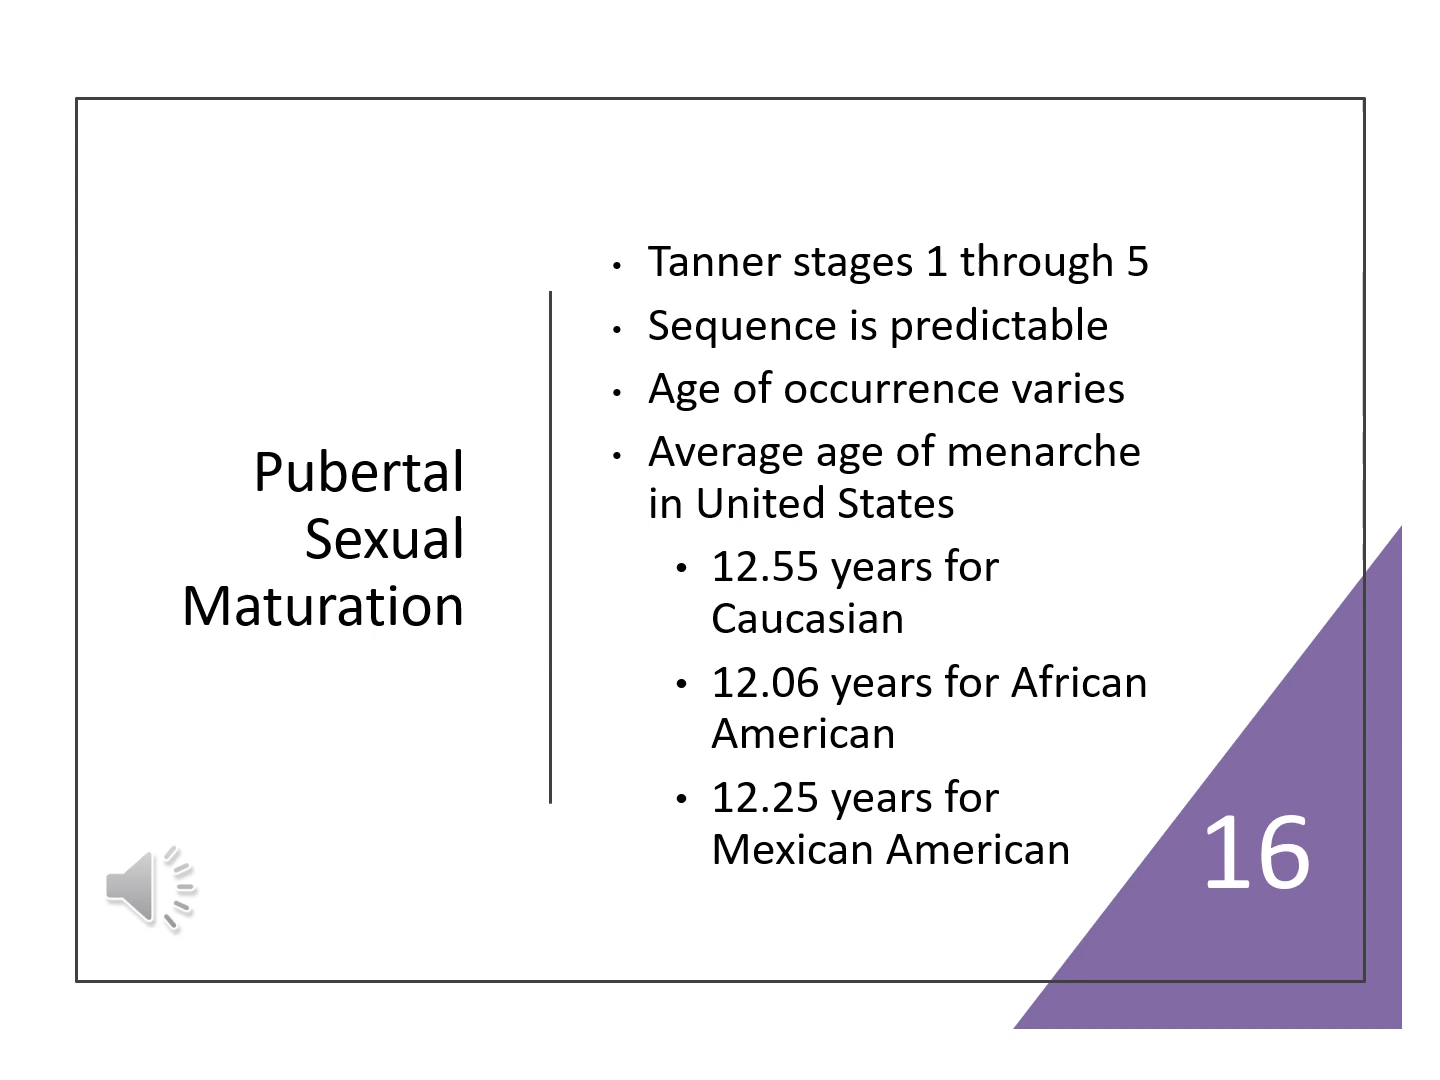 Pubertal
Sexual
Maturation
• Tanner stages 1 through 5
• Sequence is predictable
• Age of occurrence varies
• Average age of menarche
in United States
• 12.55 years for
Caucasian
• 12.06 years for African
American
• 12.25 years for
Mexican American
16